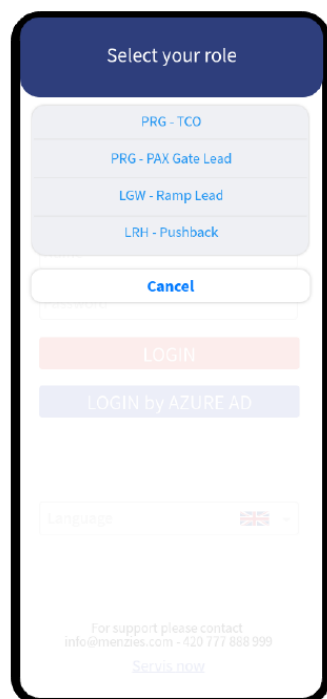 Select your role
PRG - TCO
PRG - PAX Gate Lead
LGW - Ramp Lead
LRH - Pushback
Cancel
LOGIN
LOGIN by AZURE AD
Language
For support please contact
info@menzies.com - 420 777 888 999
Servis now